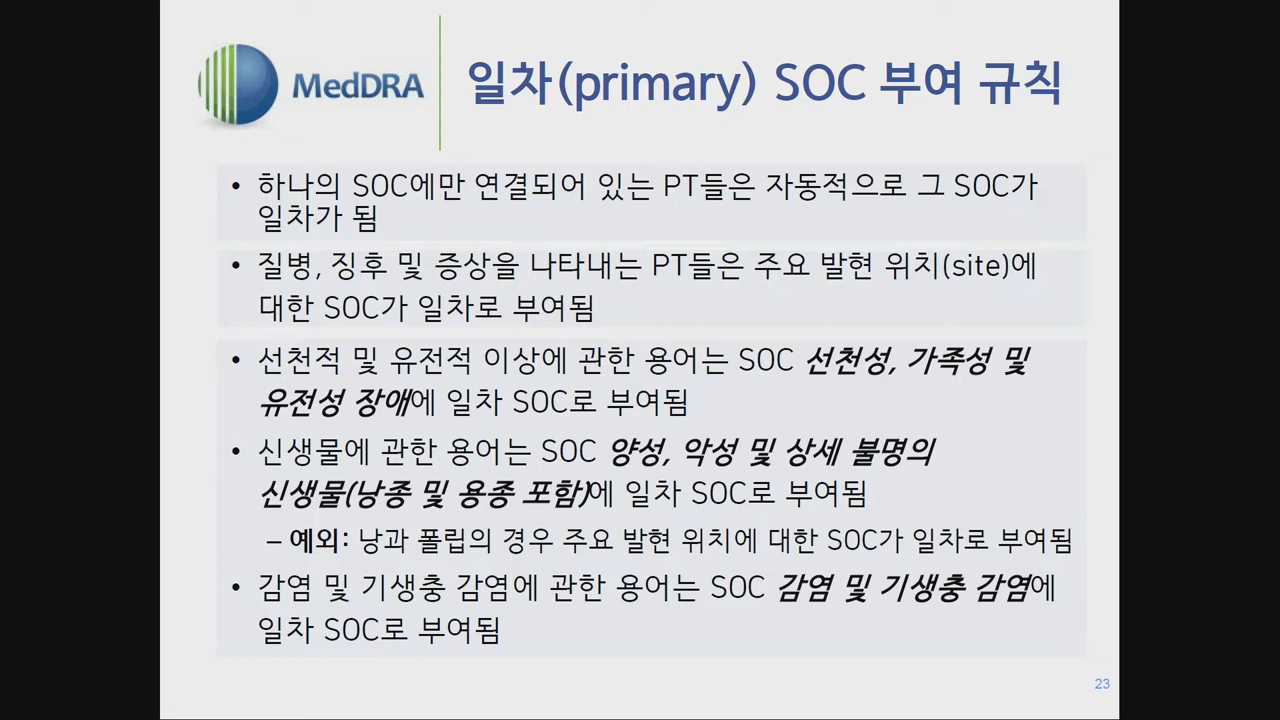 MedDRA
일차(primary) SOC 부여 규칙
• 하나의 SOC에만 연결되어 있는 PT들은 자동적으로 그 SOC가
일차가 됨
• 질병, 징후 및 증상을 나타내는 PT들은 주요 발현 위치(site)에
대한 SOC가 일차로 부여됨
• 선천적 및 유전적 이상에 관한 용어는 SOC 선천성, 가족성 및
유전성 장애에 일차 SOC로 부여됨
• 신생물에 관한 용어는 SOC 양성, 악성 및 상세 불명의
신생물(낭종 및 용종 포함)에 일차 SOC로 부여됨
– 예외: 낭과 폴립의 경우 주요 발현 위치에 대한 SOC가 일차로 부여됨
• 감염 및 기생충 감염에 관한 용어는 SOC 감염 및 기생충 감염에
일차 SOC로 부여됨
23